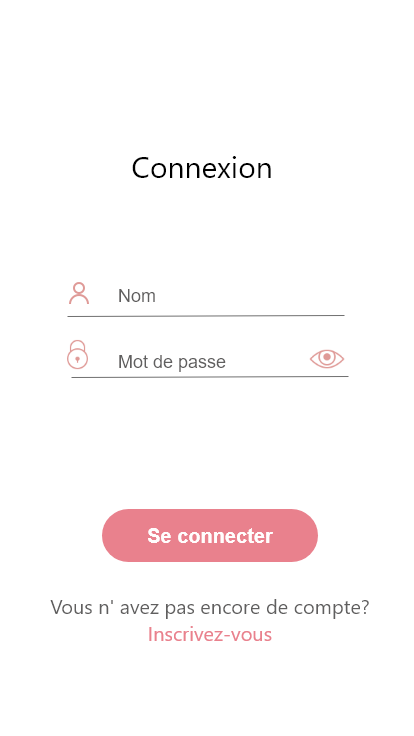 Connexion
Nom
Mot de passe
Se connecter
Vous n' avez pas encore de compte?
Inscrivez-vous